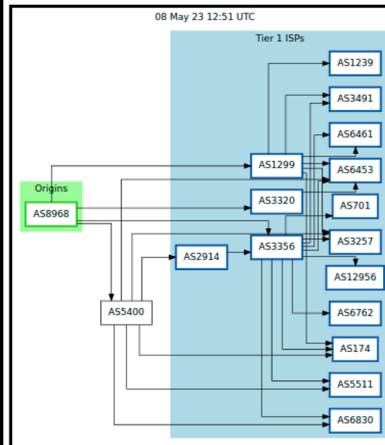 08 May 23 12:51 UTC
Tier 1 ISPs
AS1239
AS3491
AS6461
AS1299
AS6453
Origins
AS8968
AS3320
AS701
AS3356
AS3257
AS2914
AS12956
AS5400
AS6762
AS174
AS5511
AS6830